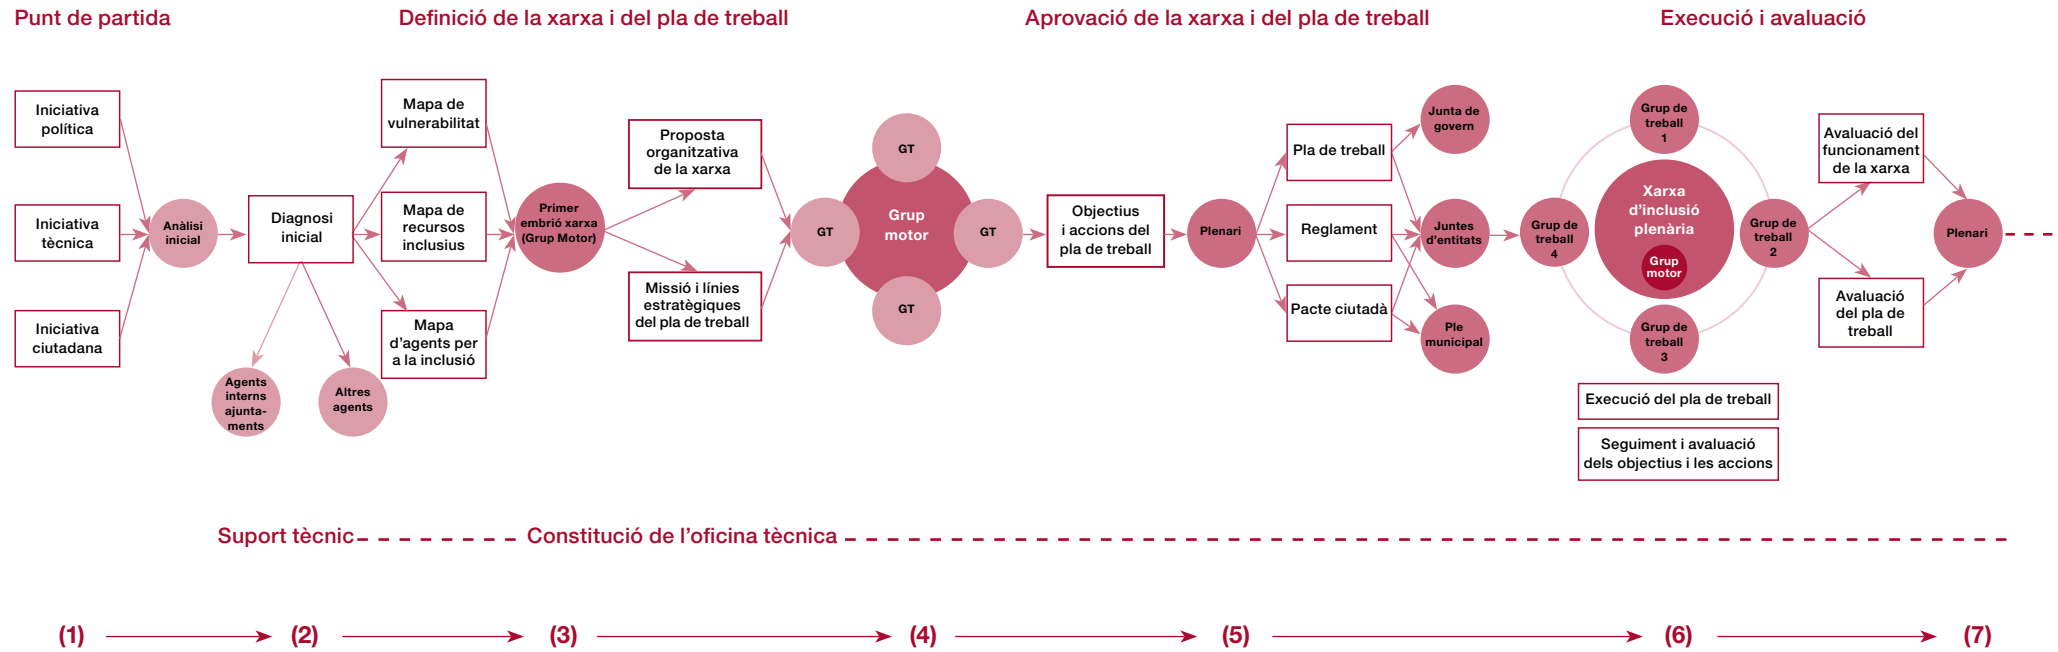 Punt de partida
Definició de la xarxa i del pla de treball
Aprovació de la xarxa i del pla de treball
Execució i avaluació
Iniciativa
política
Iniciativa
tècnica
Iniciativa
ciutadana
Anàlisi
inicial
Diagnosi
inicial
Agents
interns
ajunta-
ments
Altres
agents
Mapa de
vulnerabilitat
Mapa de
recursos
inclusius
Mapa
d'agents per
a la inclusió
Primer
embrió xarxa
(Grup Motor)
Proposta
organitzativa
de la xarxa
Missió i línies
estratègiques
del pla de treball
GT
GT
Grup
motor
GT
GT
Objectius
i accions del
pla de treball
Plenari
Pla de treball
Reglament
Pacte ciutadà
Junta de
govern
Juntes
d'entitats
Ple
municipal
Grup de
treball
1
Grup de
treball
4
Xarxa
d'inclusió
plenària
Grup
motor
Grup de
treball
2
Grup de
treball
3
Execució del pla de treball
Seguiment i avaluació
dels objectius i les accions
Avaluació del
funcionament
de la xarxa
Avaluació
del pla de
treball
Plenari
Suport tècnic
Constitució de l'oficina tècnica
(1)
(2)
(3)
(4)
(5)
(6)
(7)